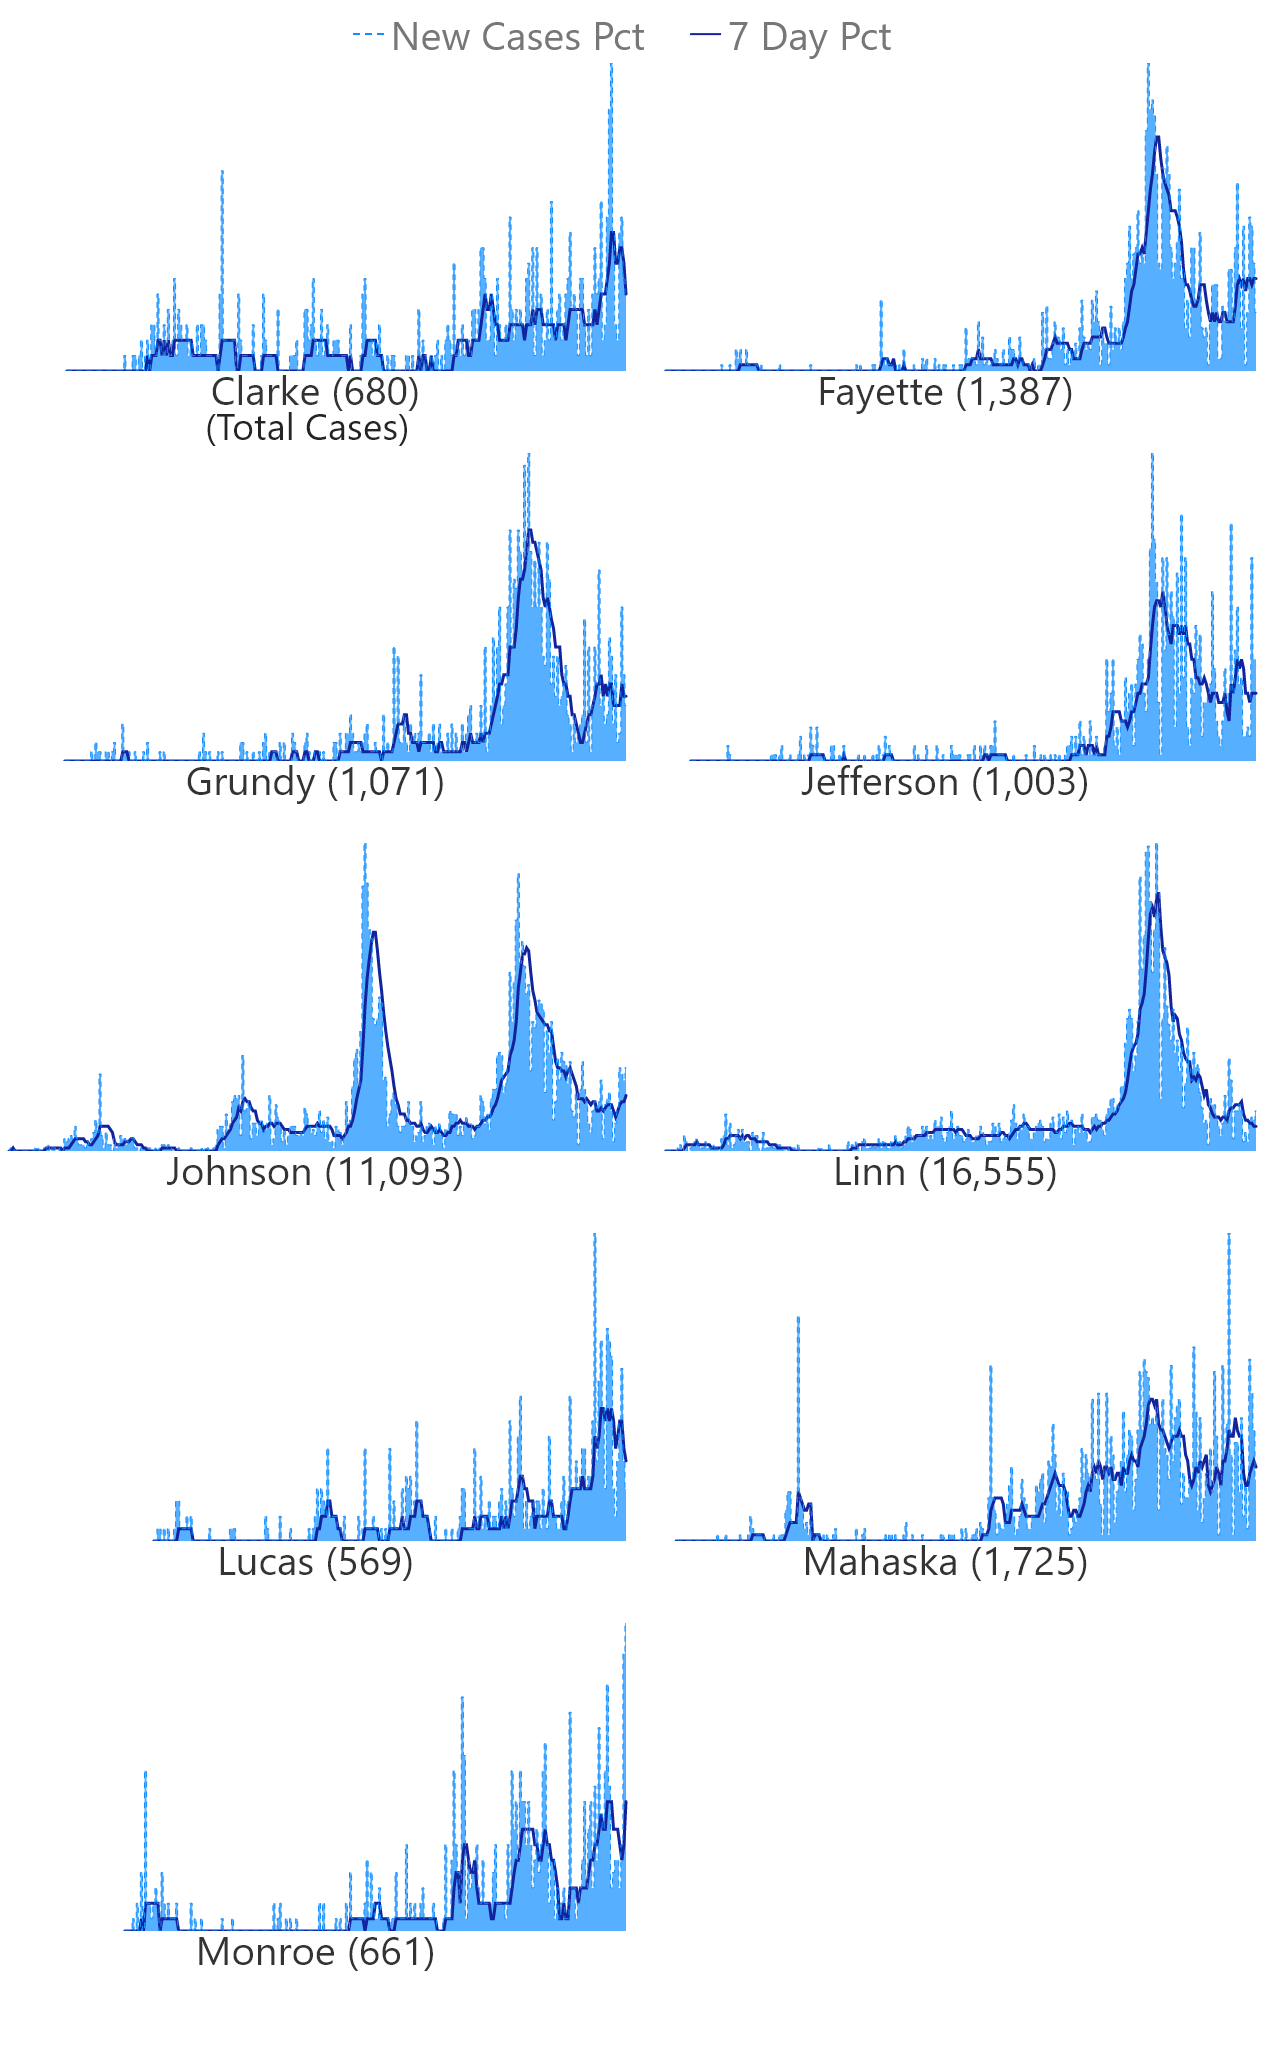 New Cases Pct 7 Day Pct
Clarke (680) Fayette (1,387)
(Total Cases)
Grundy (1,071) Jefferson (1,003)
Johnson (11,093) Linn (16,555)
Lucas (569) Mahaska (1,725)
Monroe (661)